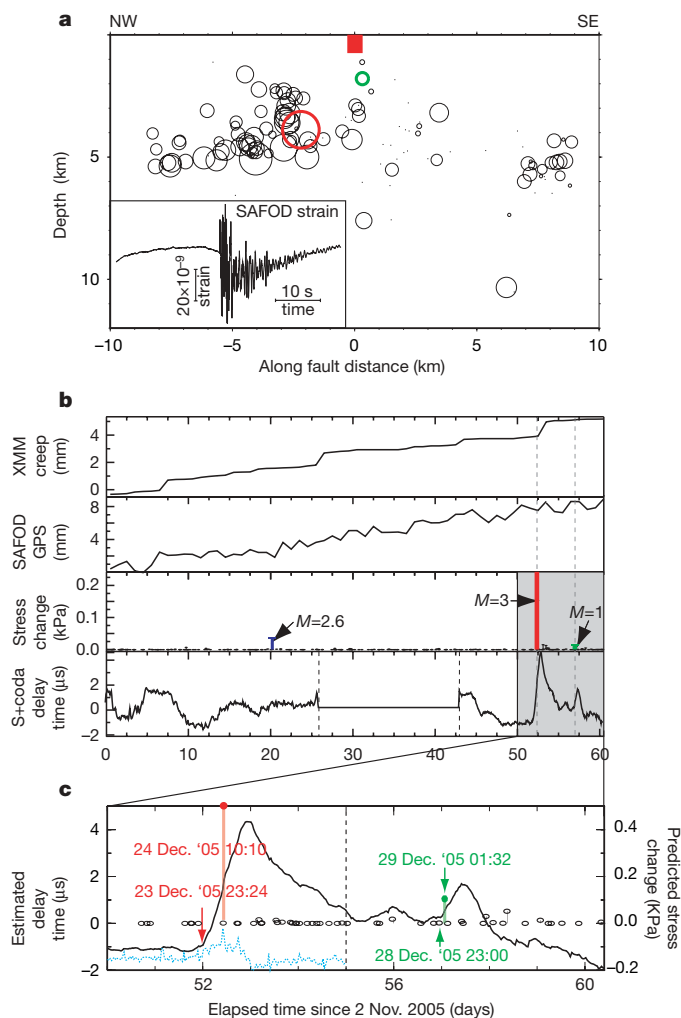 a
NW
SE
Depth (km)
5
10
SAFOD strain
20×10⁻⁹
strain
10 s
time
−10
−5
0
5
10
Along fault distance (km)
b
XMM
creep
(mm)
4
2
0
SAFOD
GPS
(mm)
8
4
0
Stress
change
(kPa)
0.2
0.1
0.0
M=2.6
M=3
M=1
S+coda
delay
time (µs)
2
0
−2
0
10
20
30
40
50
60
c
Estimated
delay
time (µs)
4
2
0
−2
24 Dec. ‘05 10:10
23 Dec. ‘05 23:24
29 Dec. ‘05 01:32
28 Dec. ‘05 23:00
0.4
0.2
0.0
−0.2
Predicted stress
change (KPa)
52
54
56
58
60
Elapsed time since 2 Nov. 2005 (days)